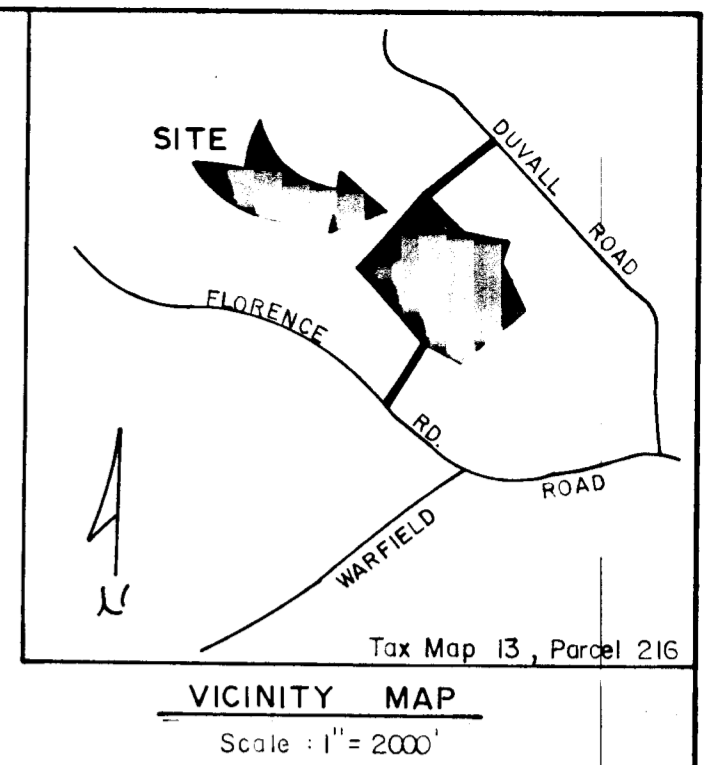 SITE
DUVALL ROAD
FLORENCE RD.
WARFIELD ROAD
N
Tax Map 13, Parcel 216
VICINITY MAP
Scale : 1" = 2000'